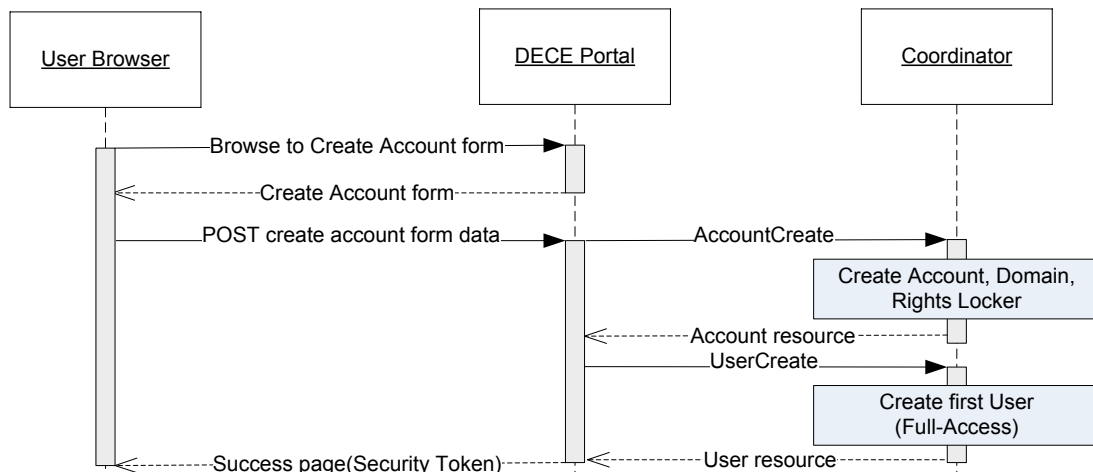 User Browser
DECE Portal
Coordinator
Browse to Create Account form
Create Account form
POST create account form data
AccountCreate
Create Account, Domain,
Rights Locker
Account resource
UserCreate
Create first User
(Full-Access)
User resource
Success page(Security Token)